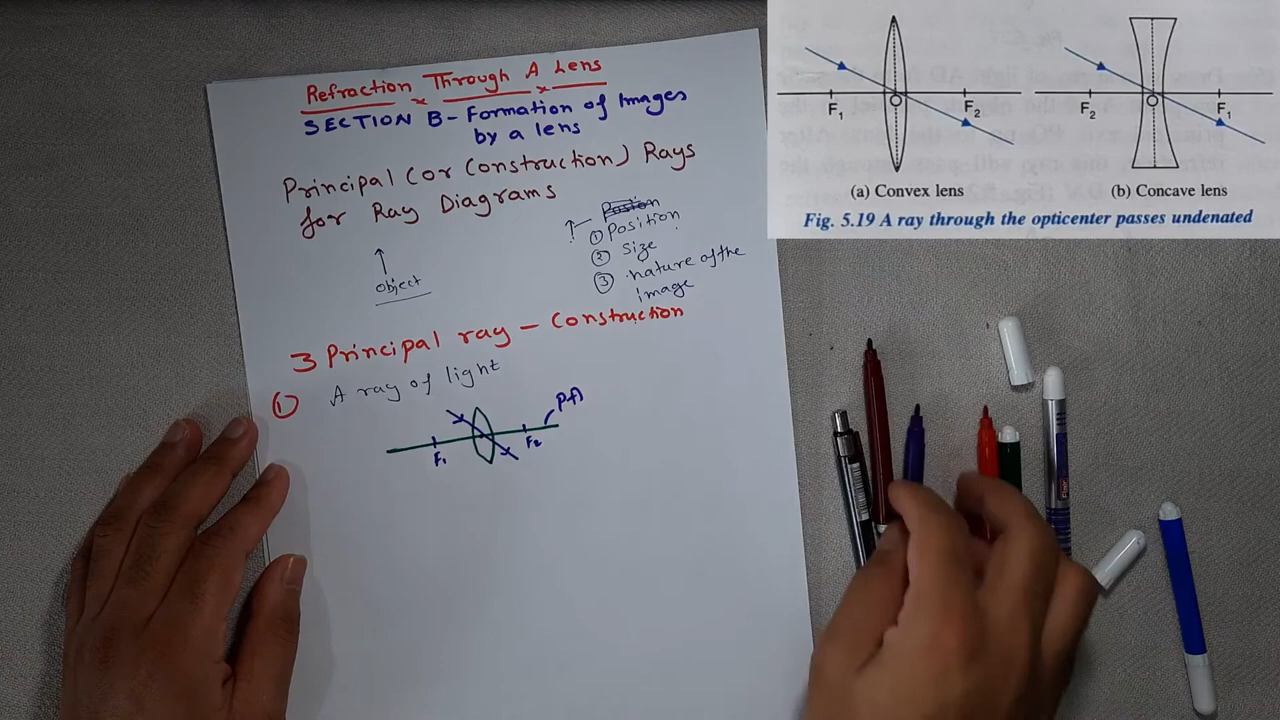 Refraction Through A Lens
SECTION B - Formation of Images
by a lens
Principal (or Construction) Rays
for Ray Diagrams
Position
① Position
② Size
③ nature of the
image
object
3 Principal ray - Construction
① A ray of light
F₁
F₂
F₁ O F₂
F₂ O F₁
(a) Convex lens (b) Concave lens
Fig. 5.19 A ray through the opticenter passes undenated